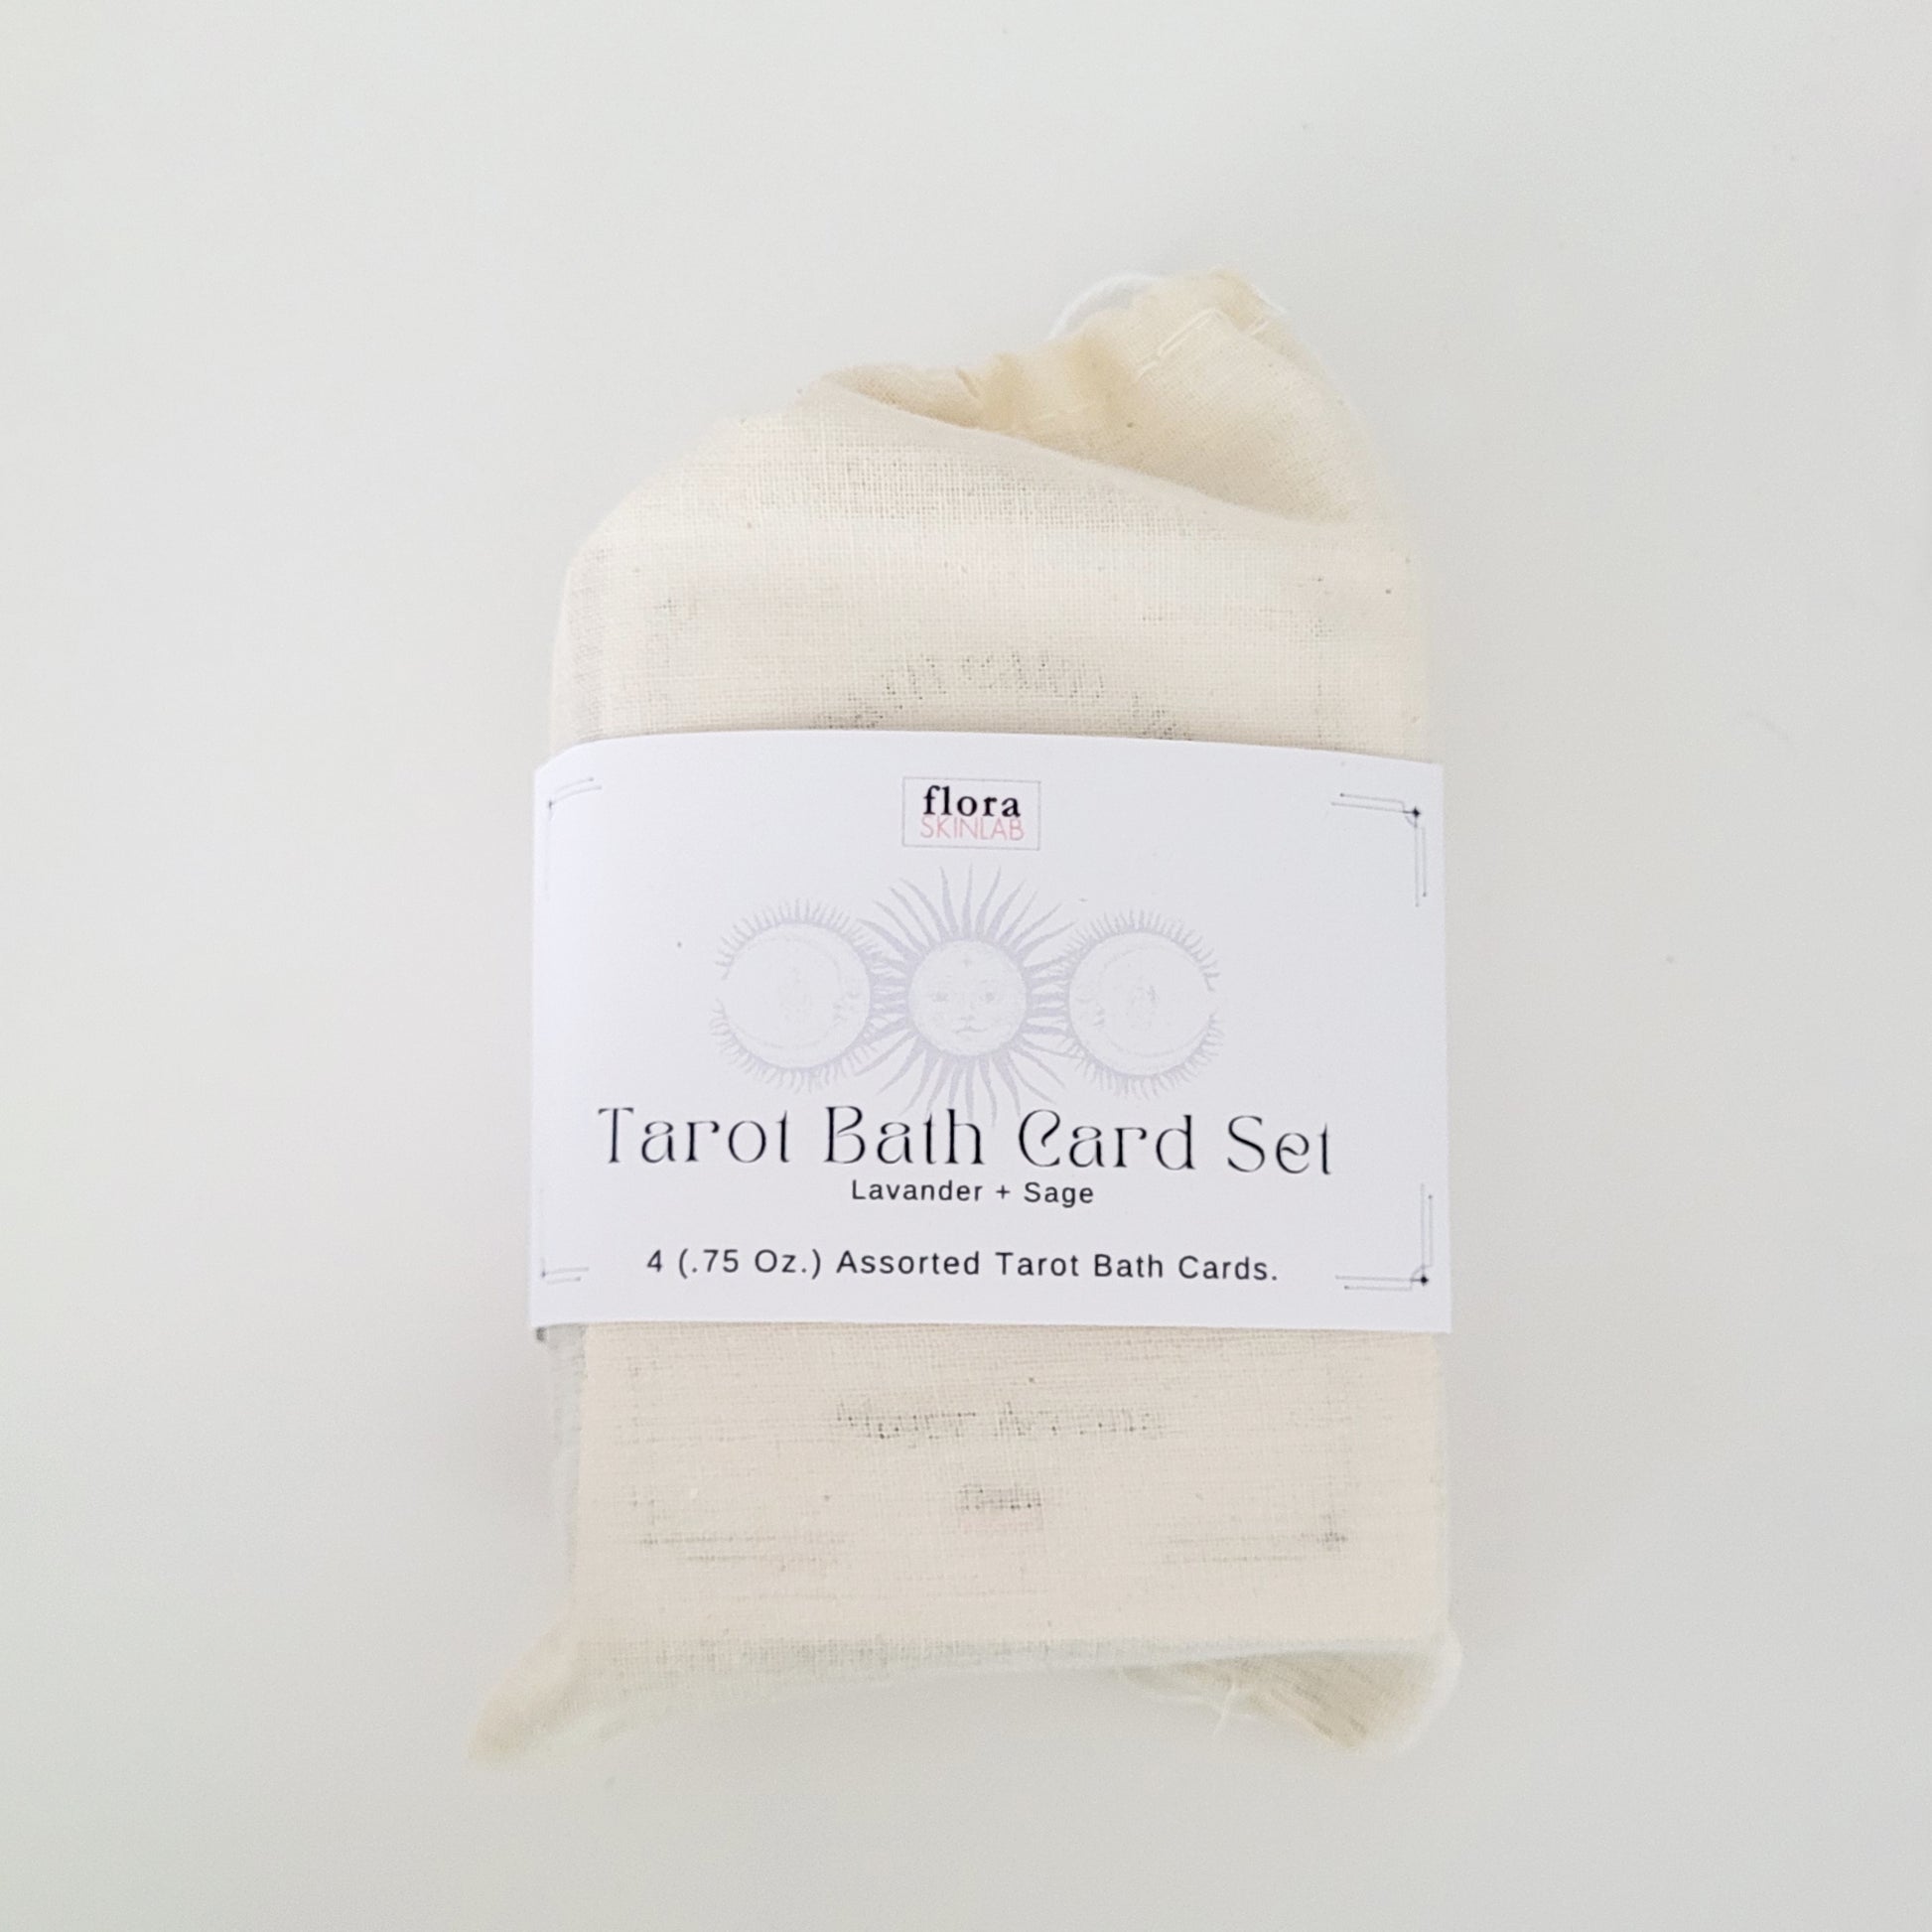 flora
SKINLAB
Tarot Bath Card Set
Lavander + Sage
4 (.75 Oz.) Assorted Tarot Bath Cards.